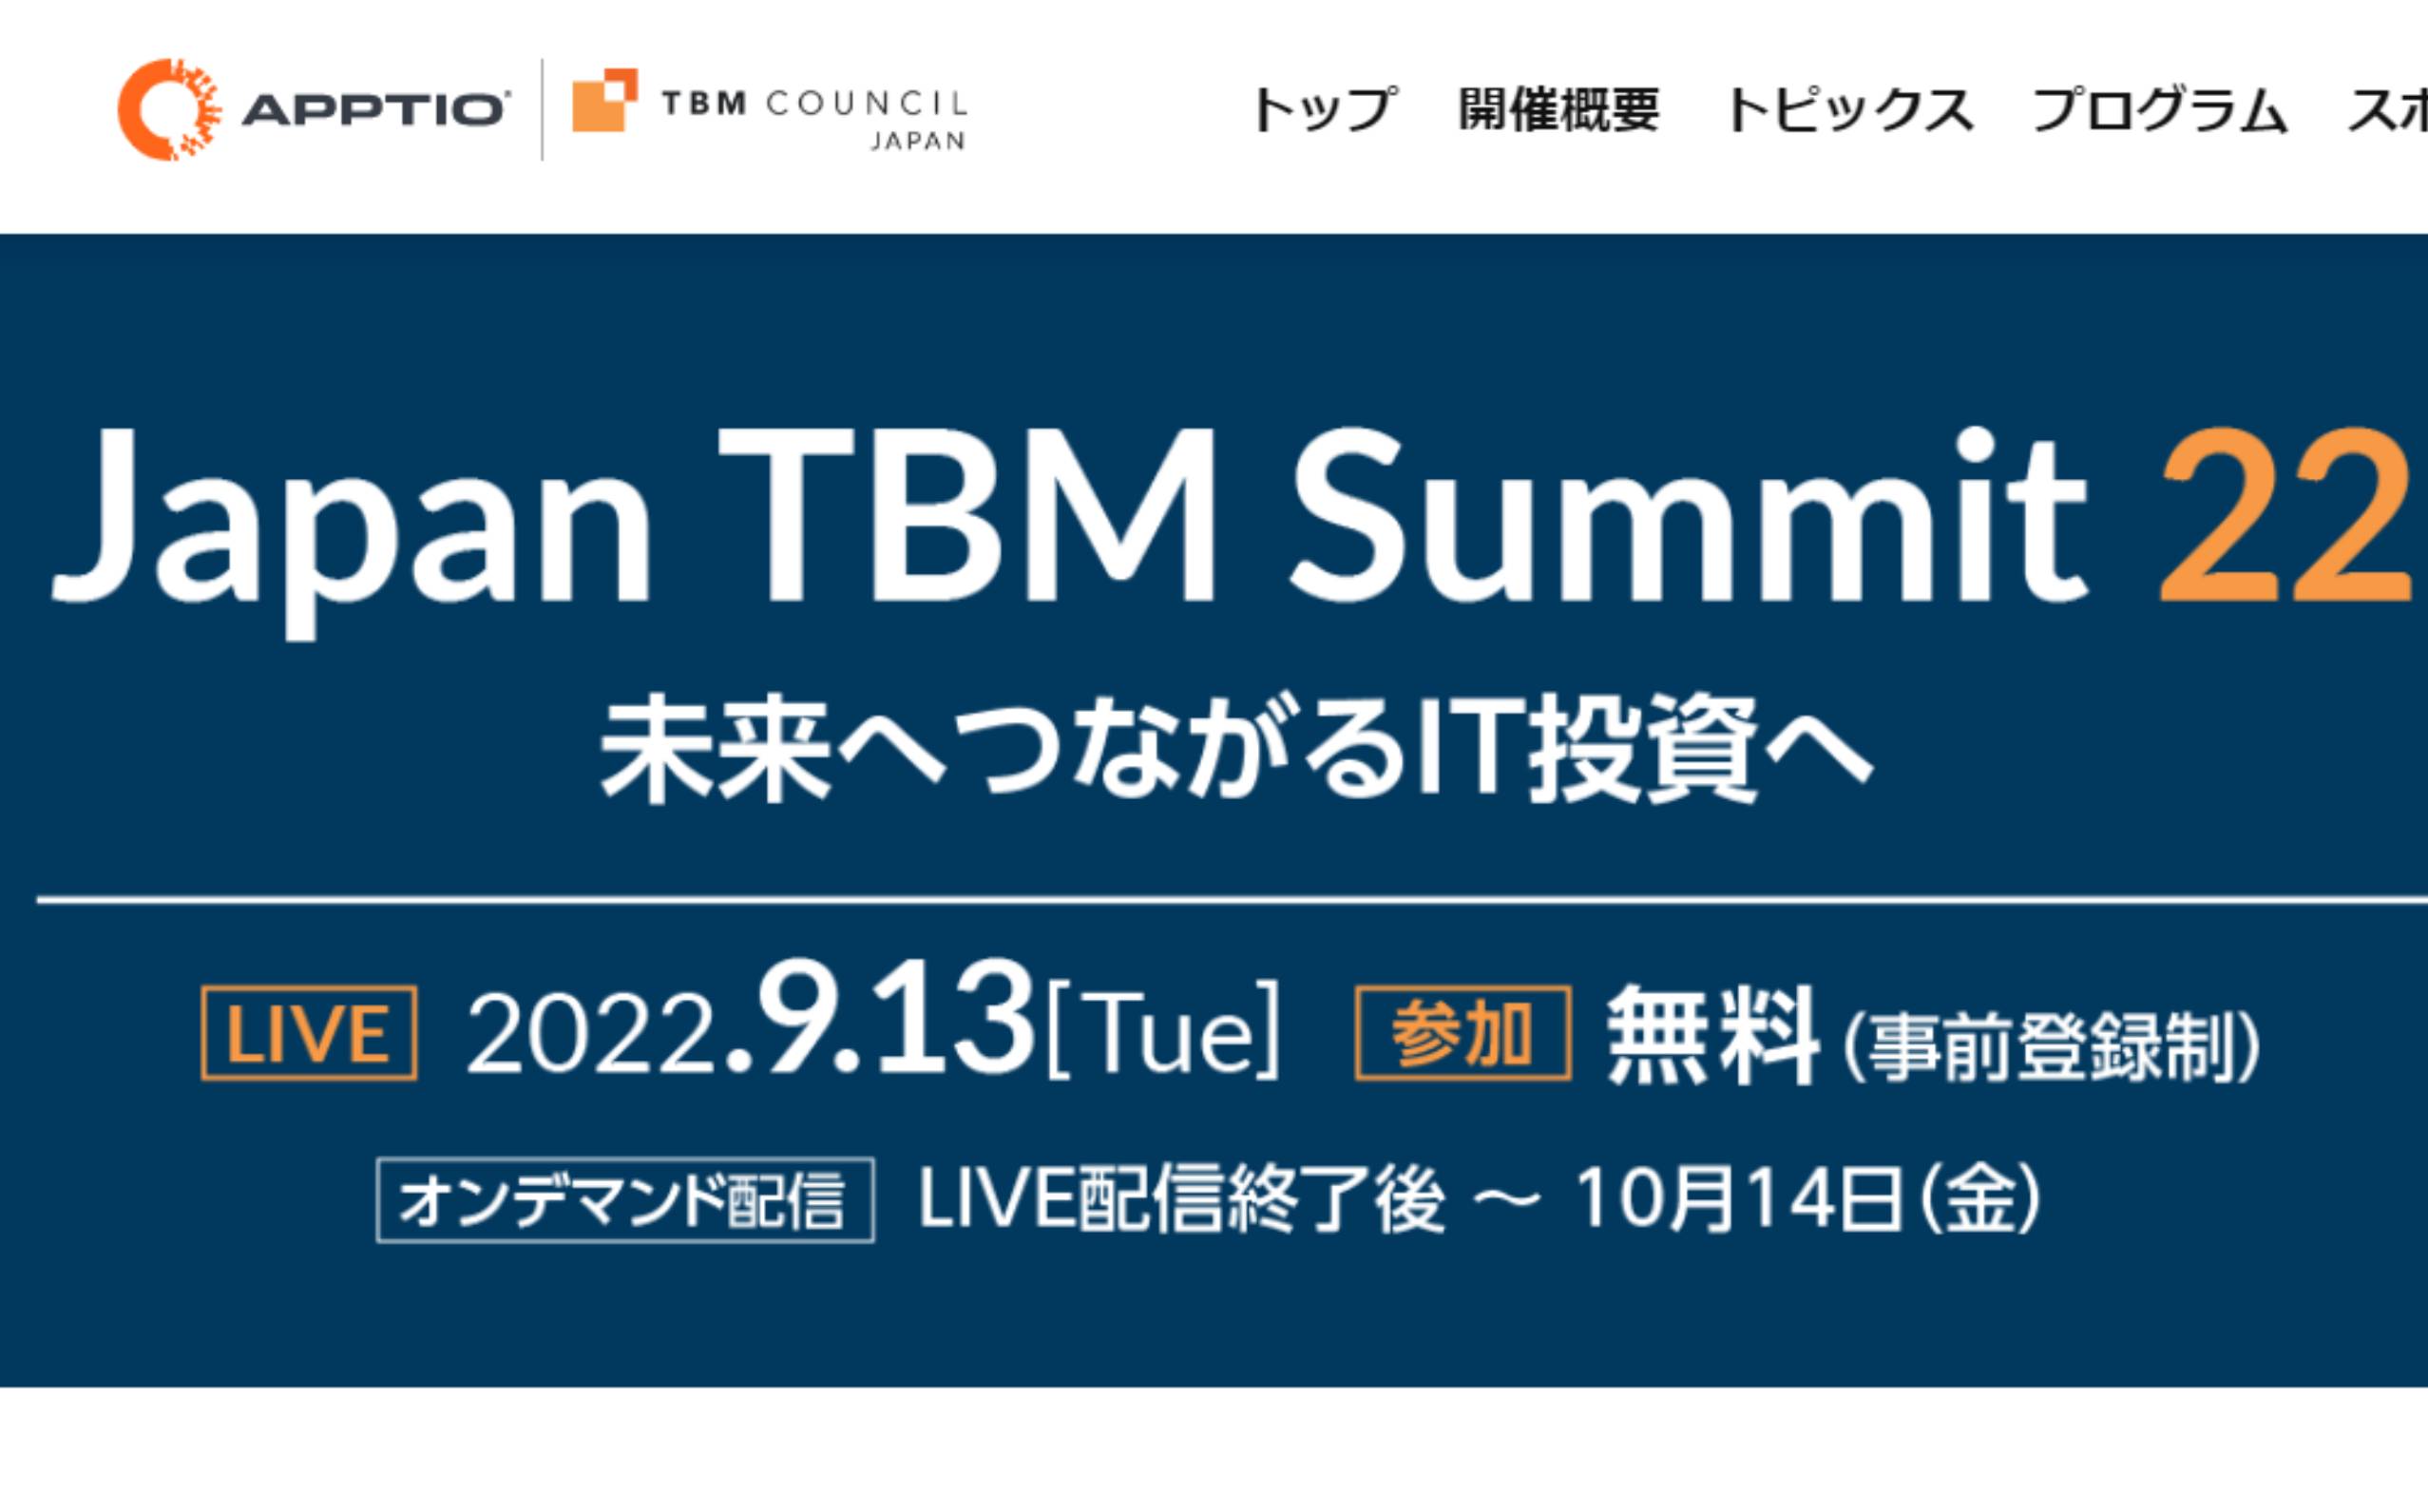 APPTIO TBM COUNCIL JAPAN トップ 開催概要 トピックス プログラム スポ
Japan TBM Summit 22
未来へつながるIT投資へ
LIVE 2022.9.13[Tue] 参加 無料(事前登録制)
オンデマンド配信 LIVE配信終了後 〜 10月14日(金)